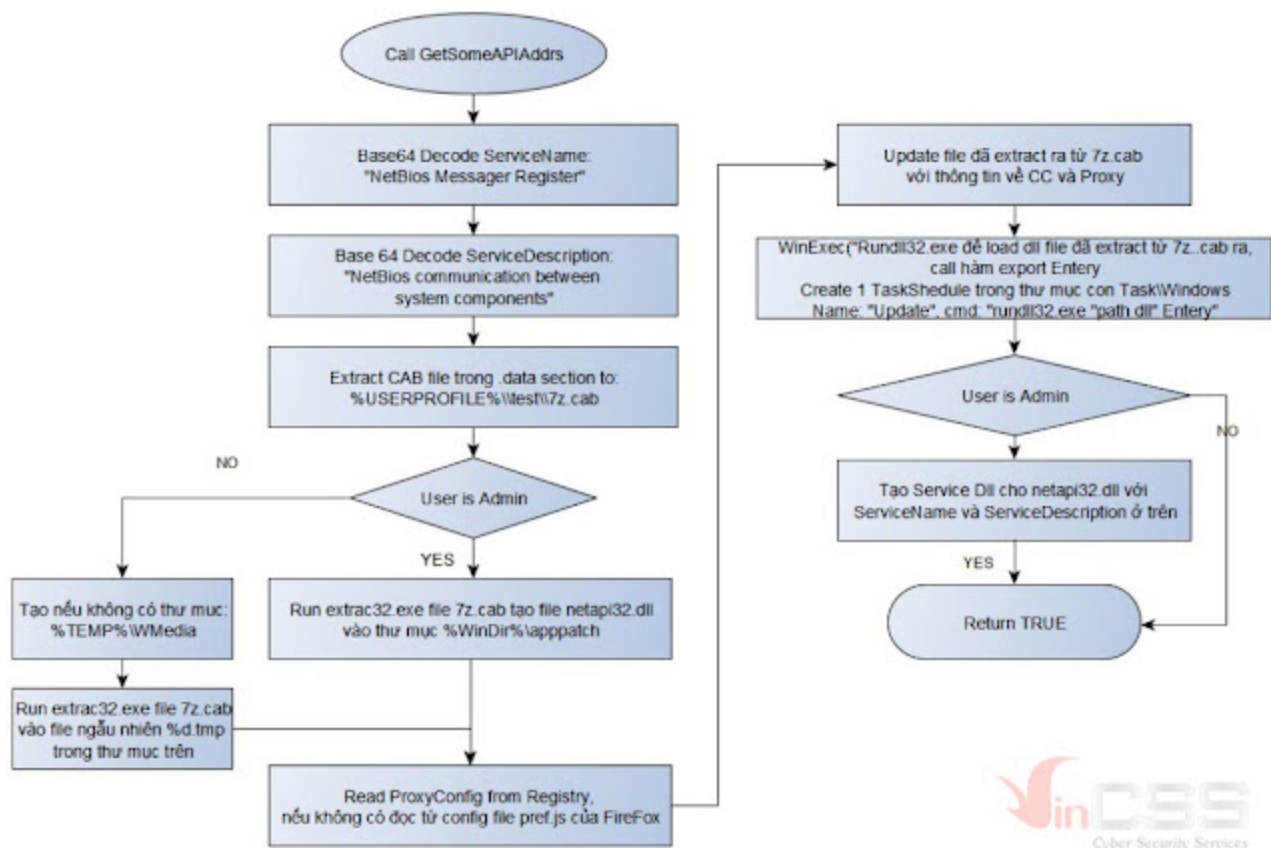 Call GetSomeAPIAddrs
Base64 Decode ServiceName:
"NetBios Messager Register"
Base 64 Decode ServiceDescription:
"NetBios communication between
system components"
Extract CAB file trong .data section to:
%USERPROFILE%\\test\\7z.cab
User is Admin
NO
YES
Tạo nếu không có thư mục:
%TEMP%\WMedia
Run extrac32.exe file 7z.cab
vào file ngẫu nhiên %d.tmp
trong thư mục trên
Run extrac32.exe file 7z.cab tạo file netapi32.dll
vào thư mục %WinDir%\apppatch
Read ProxyConfig from Registry,
nếu không có đọc từ config file pref.js của FireFox
Update file đã extract ra từ 7z.cab
với thông tin về CC và Proxy
WinExec("Rundll32.exe để load dll file đã extract từ 7z..cab ra,
call hàm export Entery
Create 1 TaskShedule trong thư mục con Task\Windows
Name: "Update", cmd: "rundll32.exe "path dll" Entery"
User is Admin
NO
Tạo Service Dll cho netapi32.dll với
ServiceName và ServiceDescription ở trên
YES
Return TRUE
VinCSS
Cyber Security Services